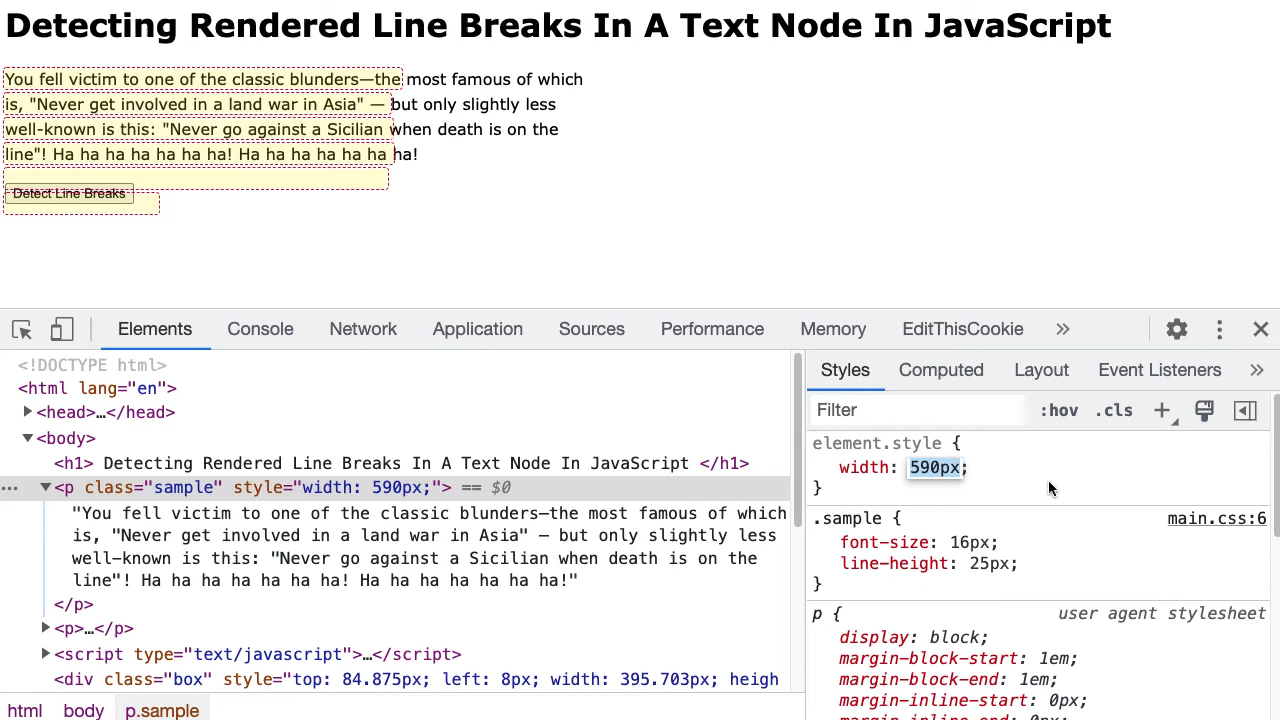 Detecting Rendered Line Breaks In A Text Node In JavaScript
You fell victim to one of the classic blunders—the most famous of which
is, "Never get involved in a land war in Asia" — but only slightly less
well-known is this: "Never go against a Sicilian when death is on the
line"! Ha ha ha ha ha ha ha! Ha ha ha ha ha ha ha!
Detect Line Breaks
Elements Console Network Application Sources Performance Memory EditThisCookie »
<!DOCTYPE html>
<html lang="en">
<head>…</head>
<body>
<h1> Detecting Rendered Line Breaks In A Text Node In JavaScript </h1>
<p class="sample" style="width: 590px;"> == $0
"You fell victim to one of the classic blunders—the most famous of which
is, "Never get involved in a land war in Asia" — but only slightly less
well-known is this: "Never go against a Sicilian when death is on the
line"! Ha ha ha ha ha ha ha! Ha ha ha ha ha ha ha!"
</p>
<p>…</p>
<script type="text/javascript">…</script>
<div class="box" style="top: 84.875px; left: 8px; width: 395.703px; heigh
html body p.sample
Styles Computed Layout Event Listeners »
Filter :hov .cls +
element.style {
width: 590px;
}
.sample { main.css:6
font-size: 16px;
line-height: 25px;
}
p { user agent stylesheet
display: block;
margin-block-start: 1em;
margin-block-end: 1em;
margin-inline-start: 0px;
margin-inline-end: 0px;